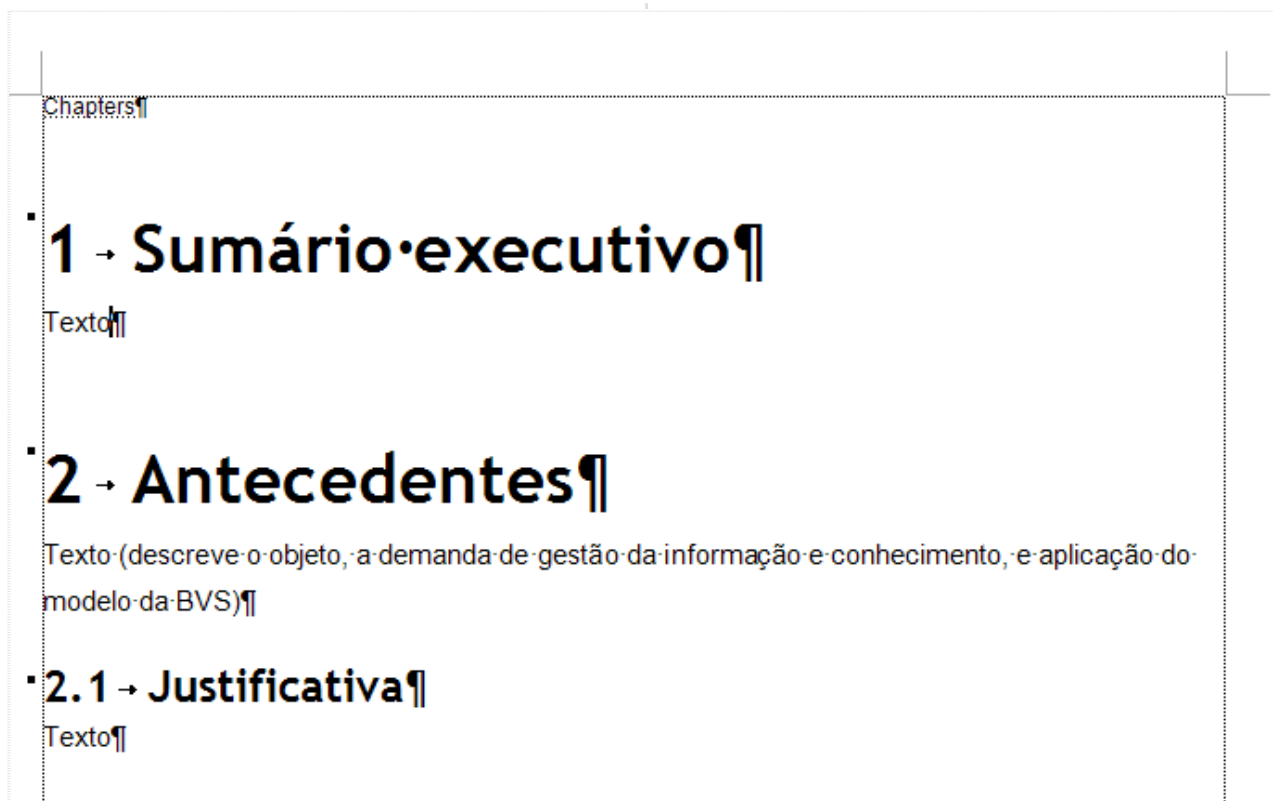 Chapters¶
1 → Sumário·executivo¶
Texto¶
2 → Antecedentes¶
Texto·(descreve·o·objeto,·a·demanda·de·gestão·da·informação·e·conhecimento,·e·aplicação·do·
modelo·da·BVS)¶
2.1 → Justificativa¶
Texto¶